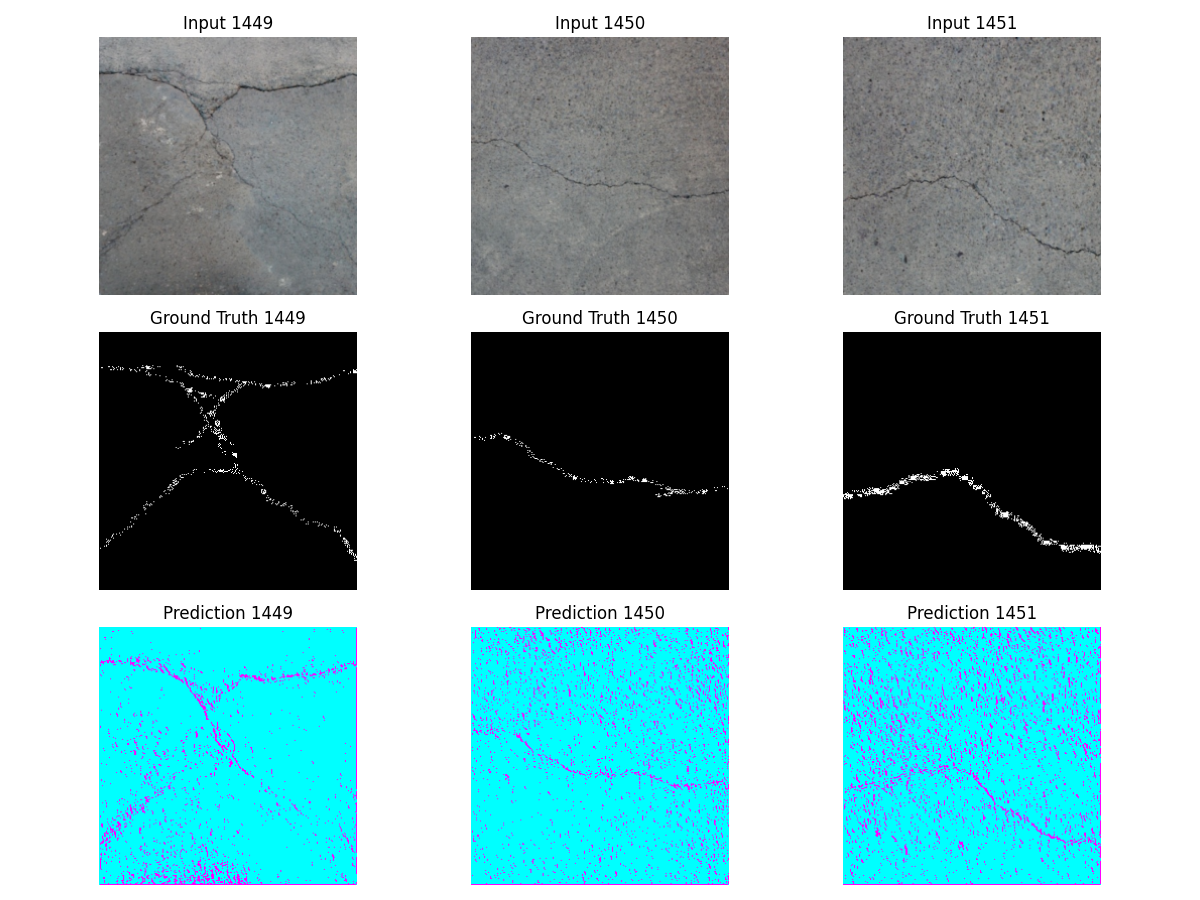 Input 1449
Input 1450
Input 1451
Ground Truth 1449
Ground Truth 1450
Ground Truth 1451
Prediction 1449
Prediction 1450
Prediction 1451